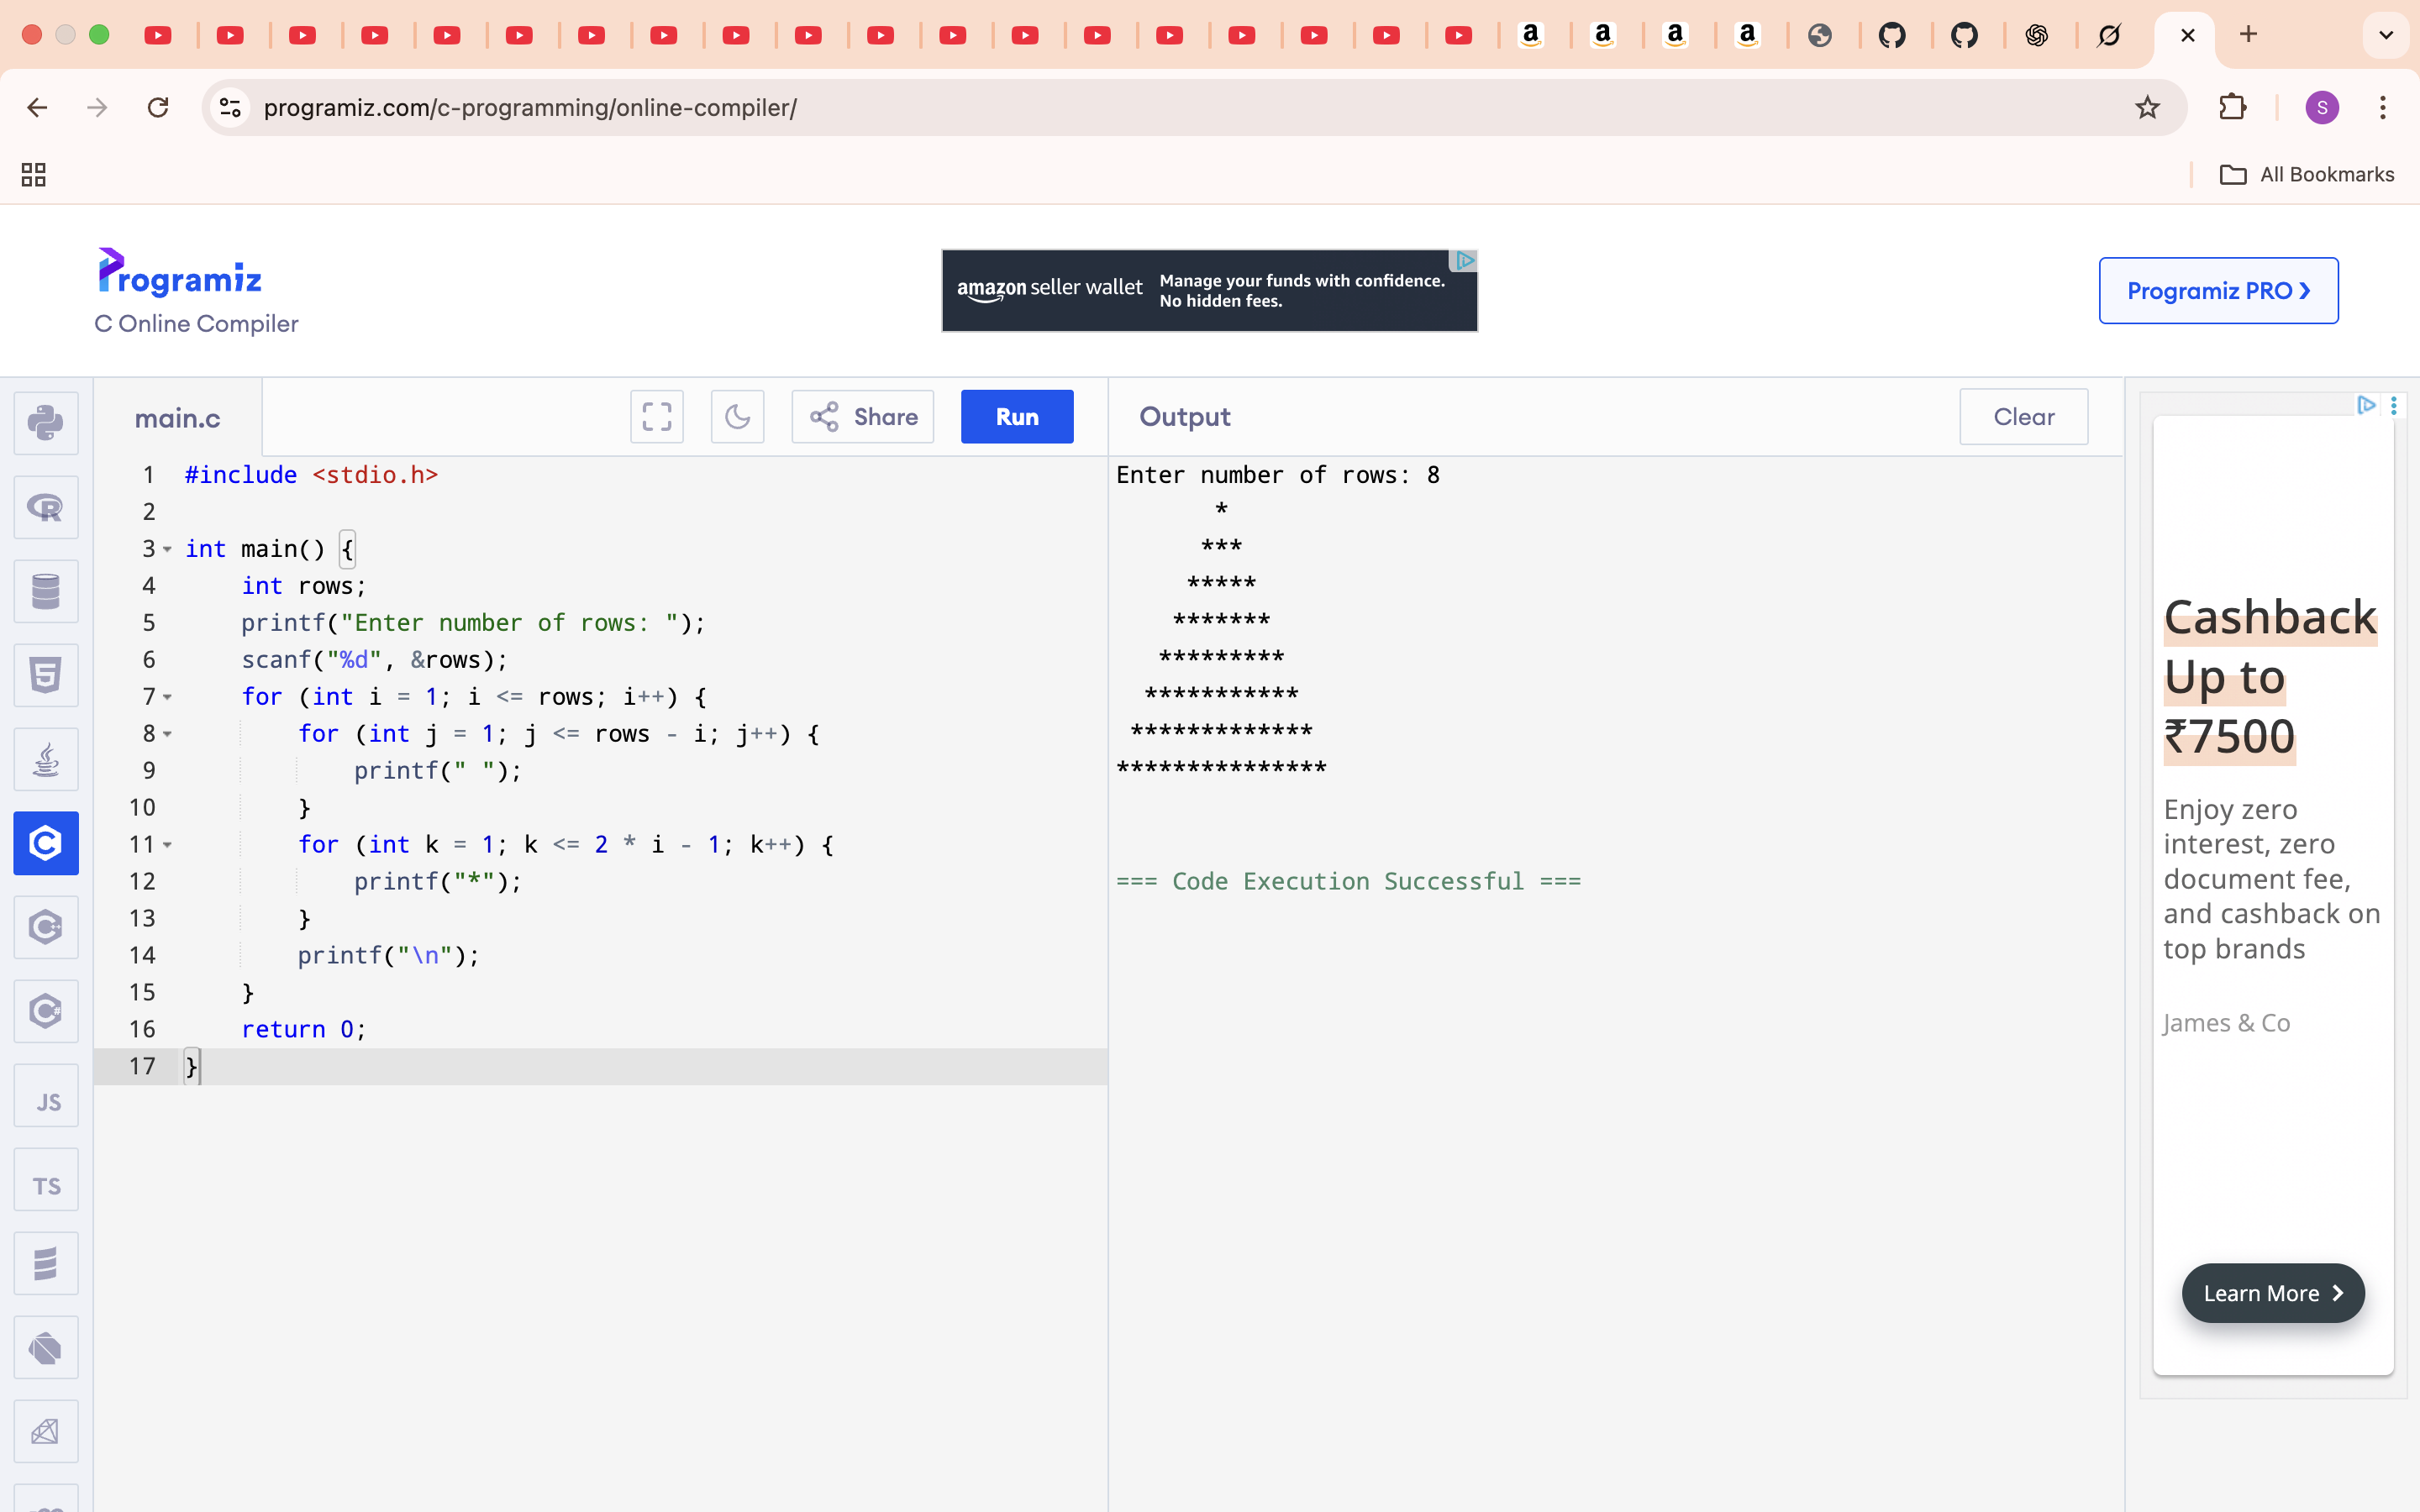 programiz.com/c-programming/online-compiler/
S
All Bookmarks
Programiz
C Online Compiler
amazon seller wallet
Manage your funds with confidence.
No hidden fees.
Programiz PRO ❯
main.c
Share
Run
Output
Clear
1 #include <stdio.h>
2
3 int main() {
4     int rows;
5     printf("Enter number of rows: ");
6     scanf("%d", &rows);
7     for (int i = 1; i <= rows; i++) {
8         for (int j = 1; j <= rows - i; j++) {
9             printf(" ");
10         }
11         for (int k = 1; k <= 2 * i - 1; k++) {
12             printf("*");
13         }
14         printf("\n");
15     }
16     return 0;
17 }
Enter number of rows: 8
       *
      ***
     *****
    *******
   *********
  ***********
 *************
***************
=== Code Execution Successful ===
JS
TS
Cashback
Up to
₹7500
Enjoy zero
interest, zero
document fee,
and cashback on
top brands
James & Co
Learn More